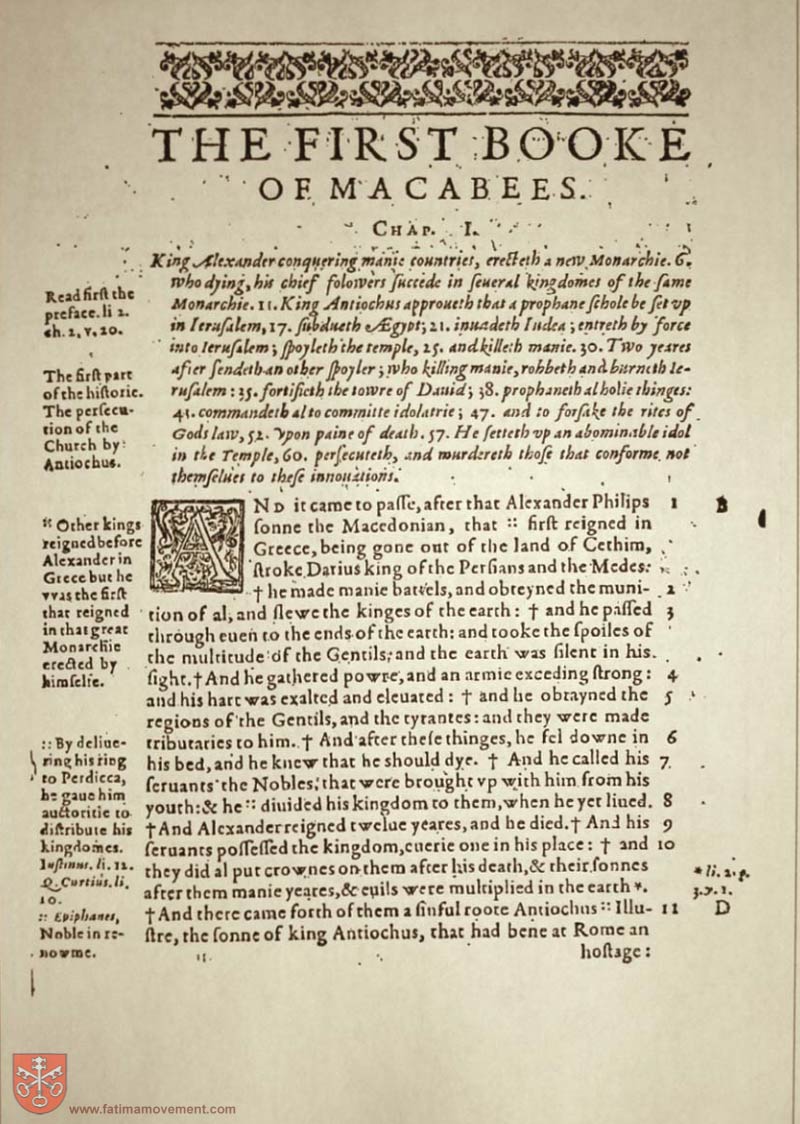 THE FIRST BOOKE
OF MACABEES.
CHAP. I.
King Alexander conquering manie countries, erecteth a new Monarchie. 6.
who dying, his chief folowers succede in seueral kingdomes of the same
Monarchie. 11. King Antiochus approueth that a prophane schole be set vp
in Ierusalem, 17. subdueth Ægypt; 21. inuadeth Iudea; entreth by force
into Ierusalem; spoyleth the temple, 25. and killeth manie. 30. Two yeares
after sendeth an other spoyler; who killing manie, robbeth and burneth Ie-
rusalem: 35. fortifieth the towre of Dauid; 38. prophaneth al holie thinges:
41. commandeth al to committe idolatrie; 47. and to forsake the rites of
Gods law, 52. vpon paine of death. 57. He setteth vp an abominable idol
in the Temple, 60. persecuteth, and murdereth those that conforme not
themselues to these innouations.
Read first the
preface. li 2.
ch. 2, v. 20.
The first part
of the historie.
The persecu-
tion of the
Church by
Antiochus.
AND it came to passe, after that Alexander Philips 1 B
sonne the Macedonian, that :: first reigned in
Greece, being gone out of the land of Cethim,
stroke Darius king of the Persians and the Medes:
† he made manie battels, and obteyned the muni- 2
tion of al, and slewe the kinges of the earth: † and he passed 3
through euen to the ends of the earth: and tooke the spoiles of
the multitude of the Gentils: and the earth was silent in his
sight. † And he gathered powre, and an armie exceding strong: 4
and his hart was exalted and eleuated: † and he obtayned the 5
regions of the Gentils, and the tyrantes: and they were made
tributaries to him. † And after these thinges, he fel downe in 6
his bed, and he knew that he should dye. † And he called his 7
seruants the Nobles, that were brought vp with him from his
youth: & he :: diuided his kingdom to them, when he yet liued. 8
† And Alexander reigned twelue yeares, and he died. † And his 9
seruants possessed the kingdom, euerie one in his place: † and 10
they did al put crownes on them after his death, & their sonnes
after them manie yeares, & euils were multiplied in the earth *.
† And there came forth of them a sinful roote Antiochus :: Illu- 11 D
stre, the sonne of king Antiochus, that had bene at Rome an
hostage:
:: Other kings
reigned before
Alexander in
Grece but he
vvas the first
that reigned
in that great
Monarchie
erected by
himselfe.
:: By deliue-
ring his ring
to Perdicca,
he gaue him
auctoritie to
distribute his
kingdomes.
Iustinus. li. 12.
Q. Curtius. li.
10.
:: Epiphanes,
Noble in re-
nowme.
* li. 2. p.
3. v. 1.
www.fatimamovement.com